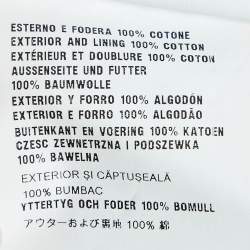 ESTERNO E FODERA 100% COTONE
EXTERIOR AND LINING 100% COTTON
EXTÉRIEUR ET DOUBLURE 100% COTON
AUSSENSEITE UND FUTTER
100% BAUMWOLLE
EXTERIOR Y FORRO 100% ALGODÓN
EXTERIOR E FORRO 100% ALGODÃO
BUITENKANT EN VOERING 100% KATOEN
CZESC ZEWNETRZNA I PODSZEWKA
100% BAWELNA
EXTERIOR ȘI CĂPTUȘEALĂ
100% BUMBAC
YTTERTYG OCH FODER 100% BOMULL
アウターおよび裏地 100% 綿